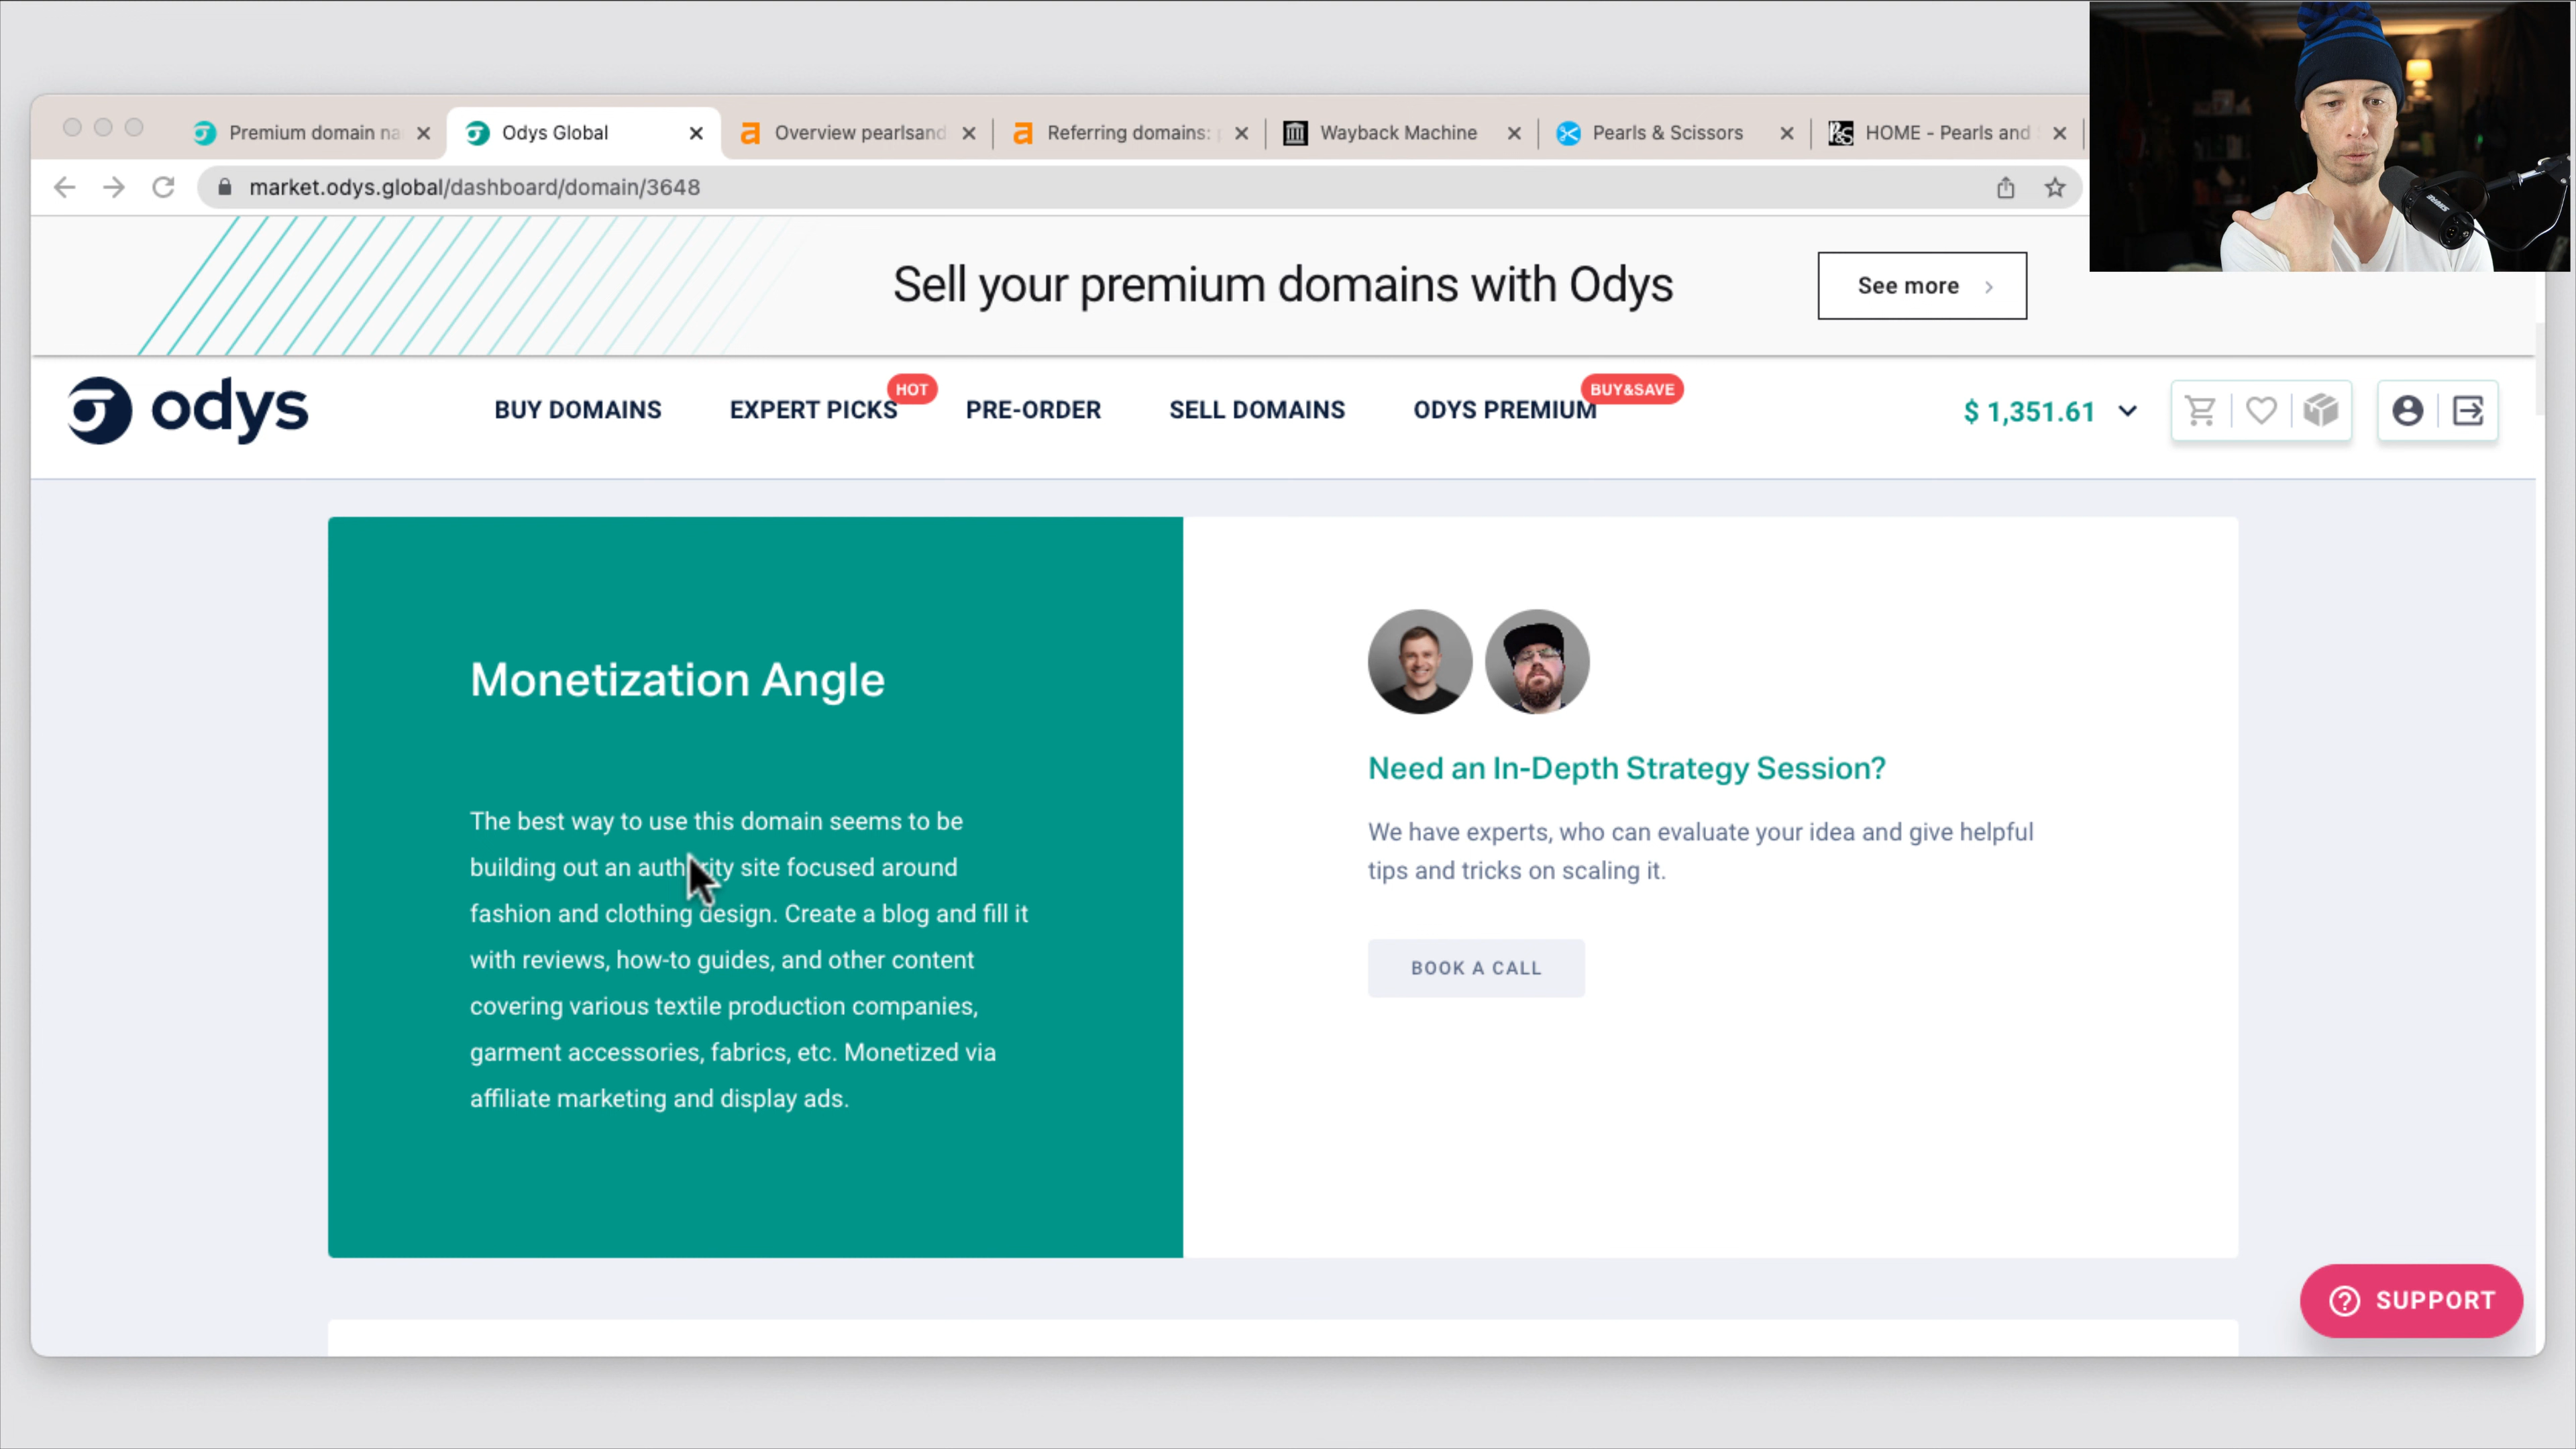 Premium domain na
Odys Global
Overview pearlsand
Referring domains:
Wayback Machine
Pearls & Scissors
HOME - Pearls and
market.odys.global/dashboard/domain/3648
Sell your premium domains with Odys
See more
odys
BUY DOMAINS
EXPERT PICKS
HOT
PRE-ORDER
SELL DOMAINS
ODYS PREMIUM
BUY&SAVE
$ 1,351.61
Monetization Angle
The best way to use this domain seems to be
building out an authority site focused around
fashion and clothing design. Create a blog and fill it
with reviews, how-to guides, and other content
covering various textile production companies,
garment accessories, fabrics, etc. Monetized via
affiliate marketing and display ads.
Need an In-Depth Strategy Session?
We have experts, who can evaluate your idea and give helpful
tips and tricks on scaling it.
BOOK A CALL
SUPPORT